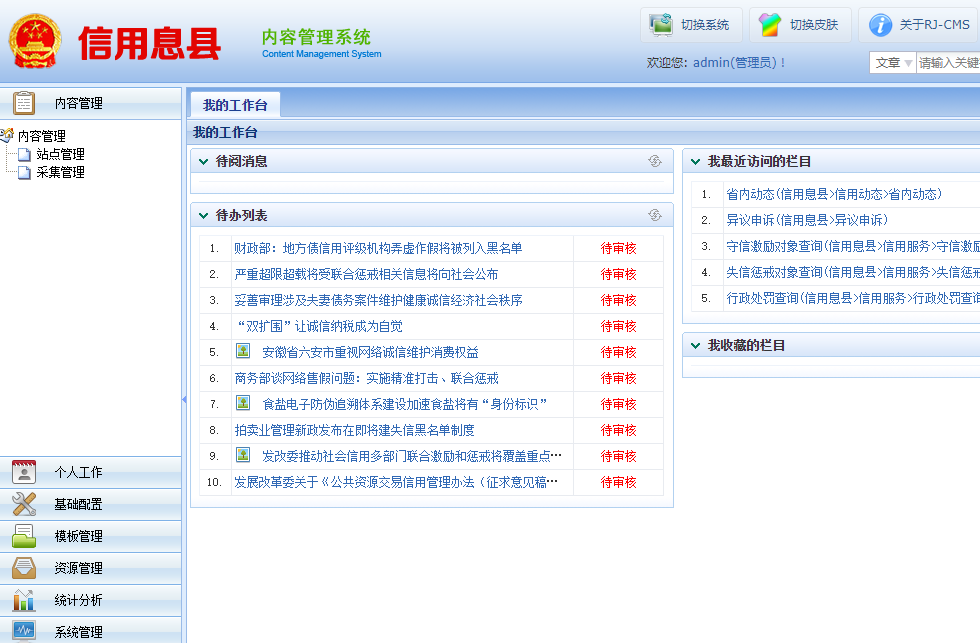 信用息县
内容管理系统
Content Management System
切换系统
切换皮肤
关于RJ-CMS
欢迎您: admin(管理员) !
文章
请输入关键
内容管理
内容管理
站点管理
采集管理
个人工作
基础配置
模板管理
资源管理
统计分析
系统管理
我的工作台
我的工作台
待阅消息
待办列表
1. 财政部：地方债信用评级机构弄虚作假将被列入黑名单 待审核
2. 严重超限超载将受联合惩戒相关信息将向社会公布 待审核
3. 妥善审理涉及夫妻债务案件维护健康诚信经济社会秩序 待审核
4. “双扩围”让诚信纳税成为自觉 待审核
5. 安徽省六安市重视网络诚信维护消费权益 待审核
6. 商务部谈网络售假问题：实施精准打击、联合惩戒 待审核
7. 食盐电子防伪追溯体系建设加速食盐将有“身份标识” 待审核
8. 拍卖业管理新政发布在即将建失信黑名单制度 待审核
9. 发改委推动社会信用多部门联合激励和惩戒将覆盖重点… 待审核
10. 发展改革委关于《公共资源交易信用管理办法（征求意见稿… 待审核
我最近访问的栏目
1. 省内动态(信用息县>信用动态>省内动态)
2. 异议申诉(信用息县>异议申诉)
3. 守信激励对象查询(信用息县>信用服务>守信激励
4. 失信惩戒对象查询(信用息县>信用服务>失信惩戒
5. 行政处罚查询(信用息县>信用服务>行政处罚查询
我收藏的栏目